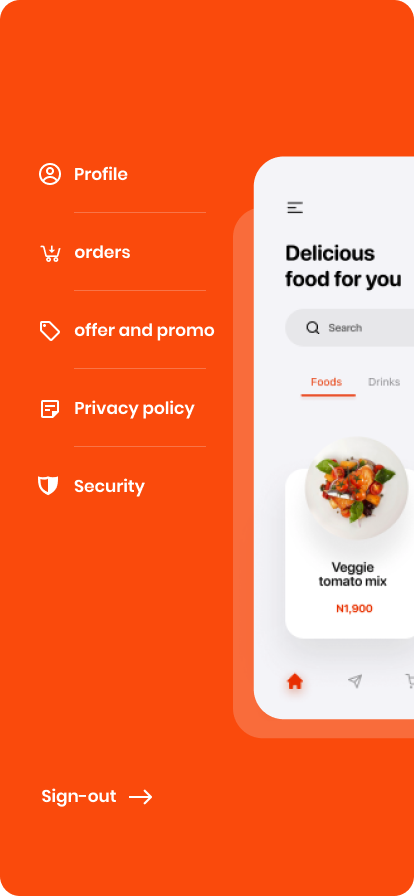 Profile
orders
offer and promo
Privacy policy
Security
Sign-out
Delicious
food for you
Search
Foods Drinks
Veggie
tomato mix
N1,900